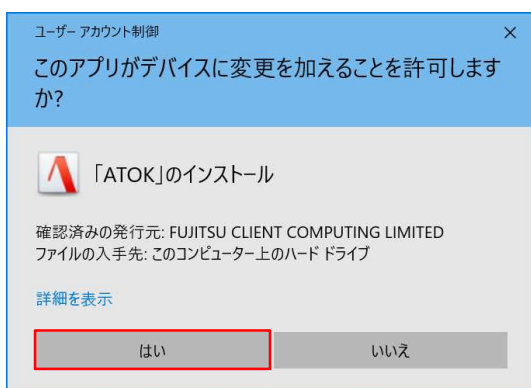 ユーザー アカウント制御
このアプリがデバイスに変更を加えることを許可します
か?
「ATOK」のインストール
確認済みの発行元: FUJITSU CLIENT COMPUTING LIMITED
ファイルの入手先: このコンピューター上のハード ドライブ
詳細を表示
はい
いいえ